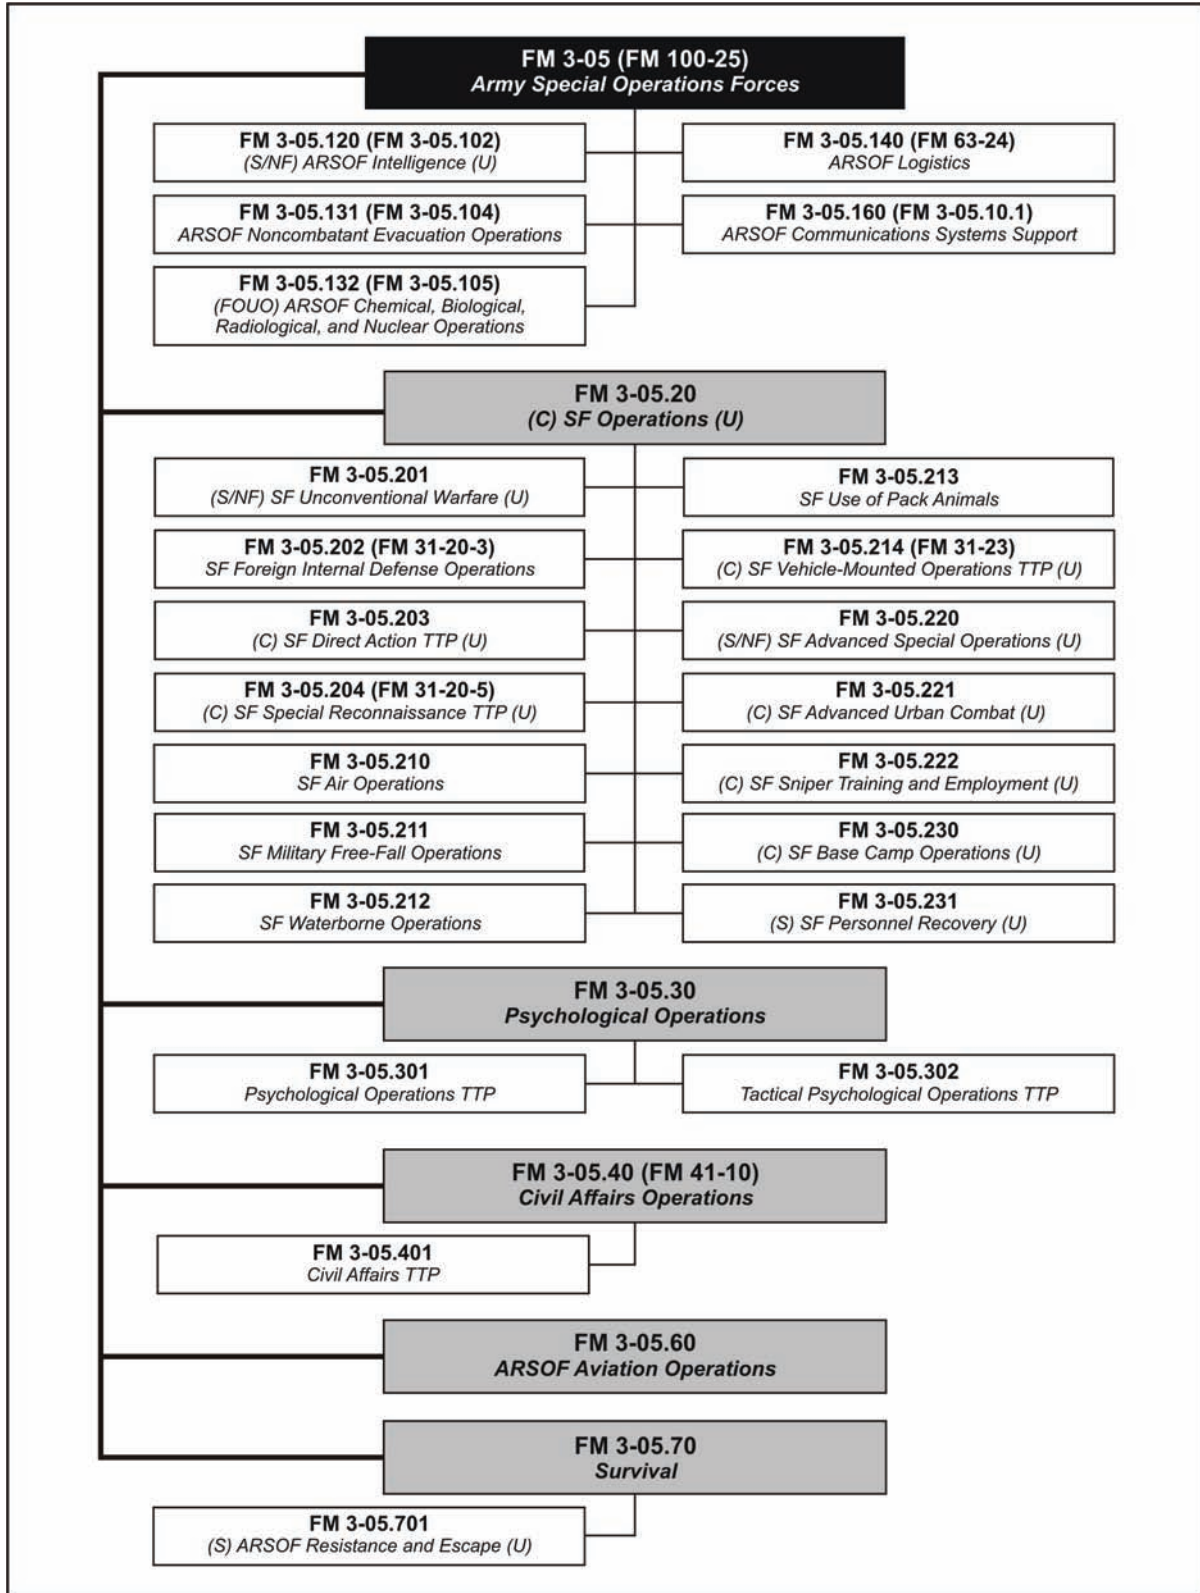 FM 3-05 (FM 100-25)
Army Special Operations Forces
FM 3-05.120 (FM 3-05.102)
(S/NF) ARSOF Intelligence (U)
FM 3-05.140 (FM 63-24)
ARSOF Logistics
FM 3-05.131 (FM 3-05.104)
ARSOF Noncombatant Evacuation Operations
FM 3-05.160 (FM 3-05.10.1)
ARSOF Communications Systems Support
FM 3-05.132 (FM 3-05.105)
(FOUO) ARSOF Chemical, Biological,
Radiological, and Nuclear Operations
FM 3-05.20
(C) SF Operations (U)
FM 3-05.201
(S/NF) SF Unconventional Warfare (U)
FM 3-05.213
SF Use of Pack Animals
FM 3-05.202 (FM 31-20-3)
SF Foreign Internal Defense Operations
FM 3-05.214 (FM 31-23)
(C) SF Vehicle-Mounted Operations TTP (U)
FM 3-05.203
(C) SF Direct Action TTP (U)
FM 3-05.220
(S/NF) SF Advanced Special Operations (U)
FM 3-05.204 (FM 31-20-5)
(C) SF Special Reconnaissance TTP (U)
FM 3-05.221
(C) SF Advanced Urban Combat (U)
FM 3-05.210
SF Air Operations
FM 3-05.222
(C) SF Sniper Training and Employment (U)
FM 3-05.211
SF Military Free-Fall Operations
FM 3-05.230
(C) SF Base Camp Operations (U)
FM 3-05.212
SF Waterborne Operations
FM 3-05.231
(S) SF Personnel Recovery (U)
FM 3-05.30
Psychological Operations
FM 3-05.301
Psychological Operations TTP
FM 3-05.302
Tactical Psychological Operations TTP
FM 3-05.40 (FM 41-10)
Civil Affairs Operations
FM 3-05.401
Civil Affairs TTP
FM 3-05.60
ARSOF Aviation Operations
FM 3-05.70
Survival
FM 3-05.701
(S) ARSOF Resistance and Escape (U)